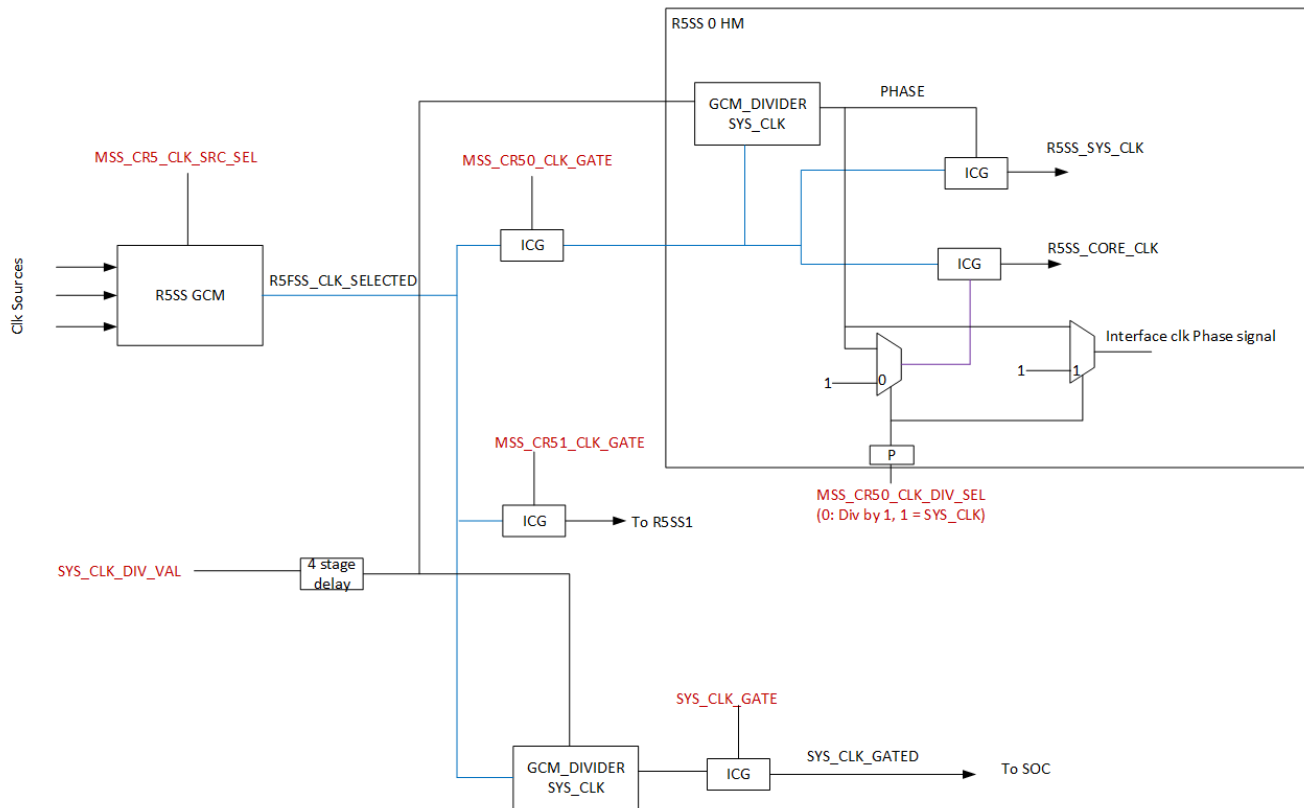 R5SS 0 HM
GCM_DIVIDER
SYS_CLK
PHASE
MSS_CR5_CLK_SRC_SEL
MSS_CR50_CLK_GATE
ICG
R5SS_SYS_CLK
ICG
ICG
R5SS_CORE_CLK
Clk Sources
R5SS GCM
R5FSS_CLK_SELECTED
Interface clk Phase signal
1
0
1
1
P
MSS_CR51_CLK_GATE
MSS_CR50_CLK_DIV_SEL
(0: Div by 1, 1 = SYS_CLK)
ICG
To R5SS1
SYS_CLK_DIV_VAL
4 stage
delay
SYS_CLK_GATE
GCM_DIVIDER
SYS_CLK
ICG
SYS_CLK_GATED
To SOC